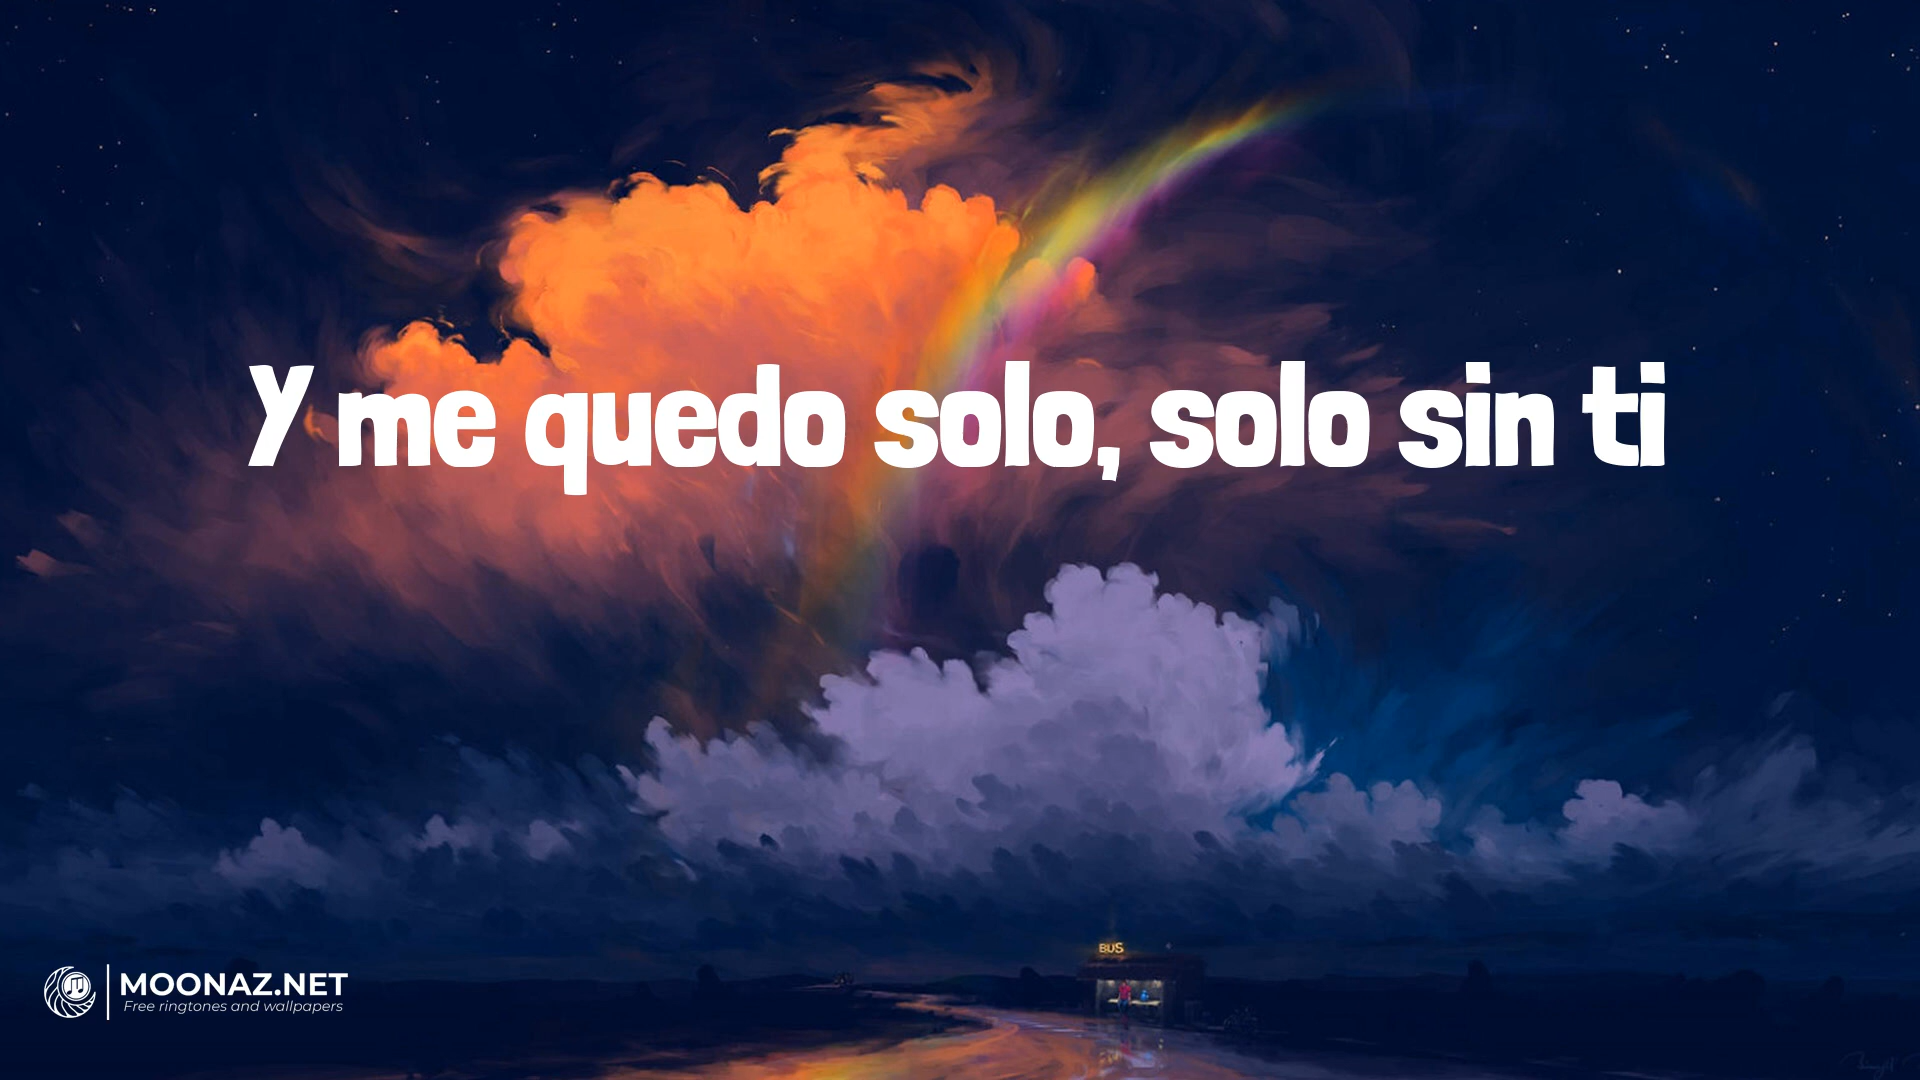 Y me quedo solo, solo sin ti
BUS
MOONAZ.NET
Free ringtones and wallpapers